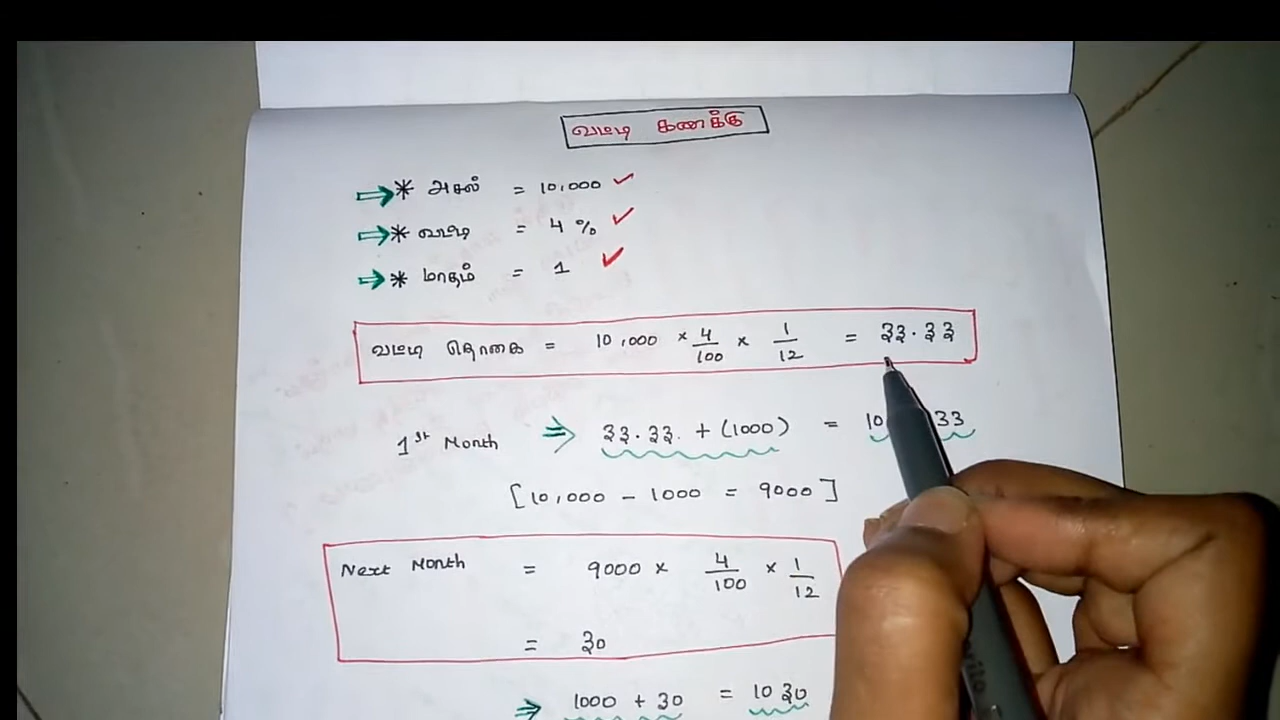 வட்டி கணக்கு
* அசல் = 10,000
* வட்டி = 4 %
* மாதம் = 1
வட்டி தொகை = 10,000 × 4/100 × 1/12 = 33.33
1st Month ⇒ 33.33. + (1000) = 10 33
[10,000 - 1000 = 9000]
Next Month = 9000 × 4/100 × 1/12
= 30
⇒ 1000 + 30 = 1030